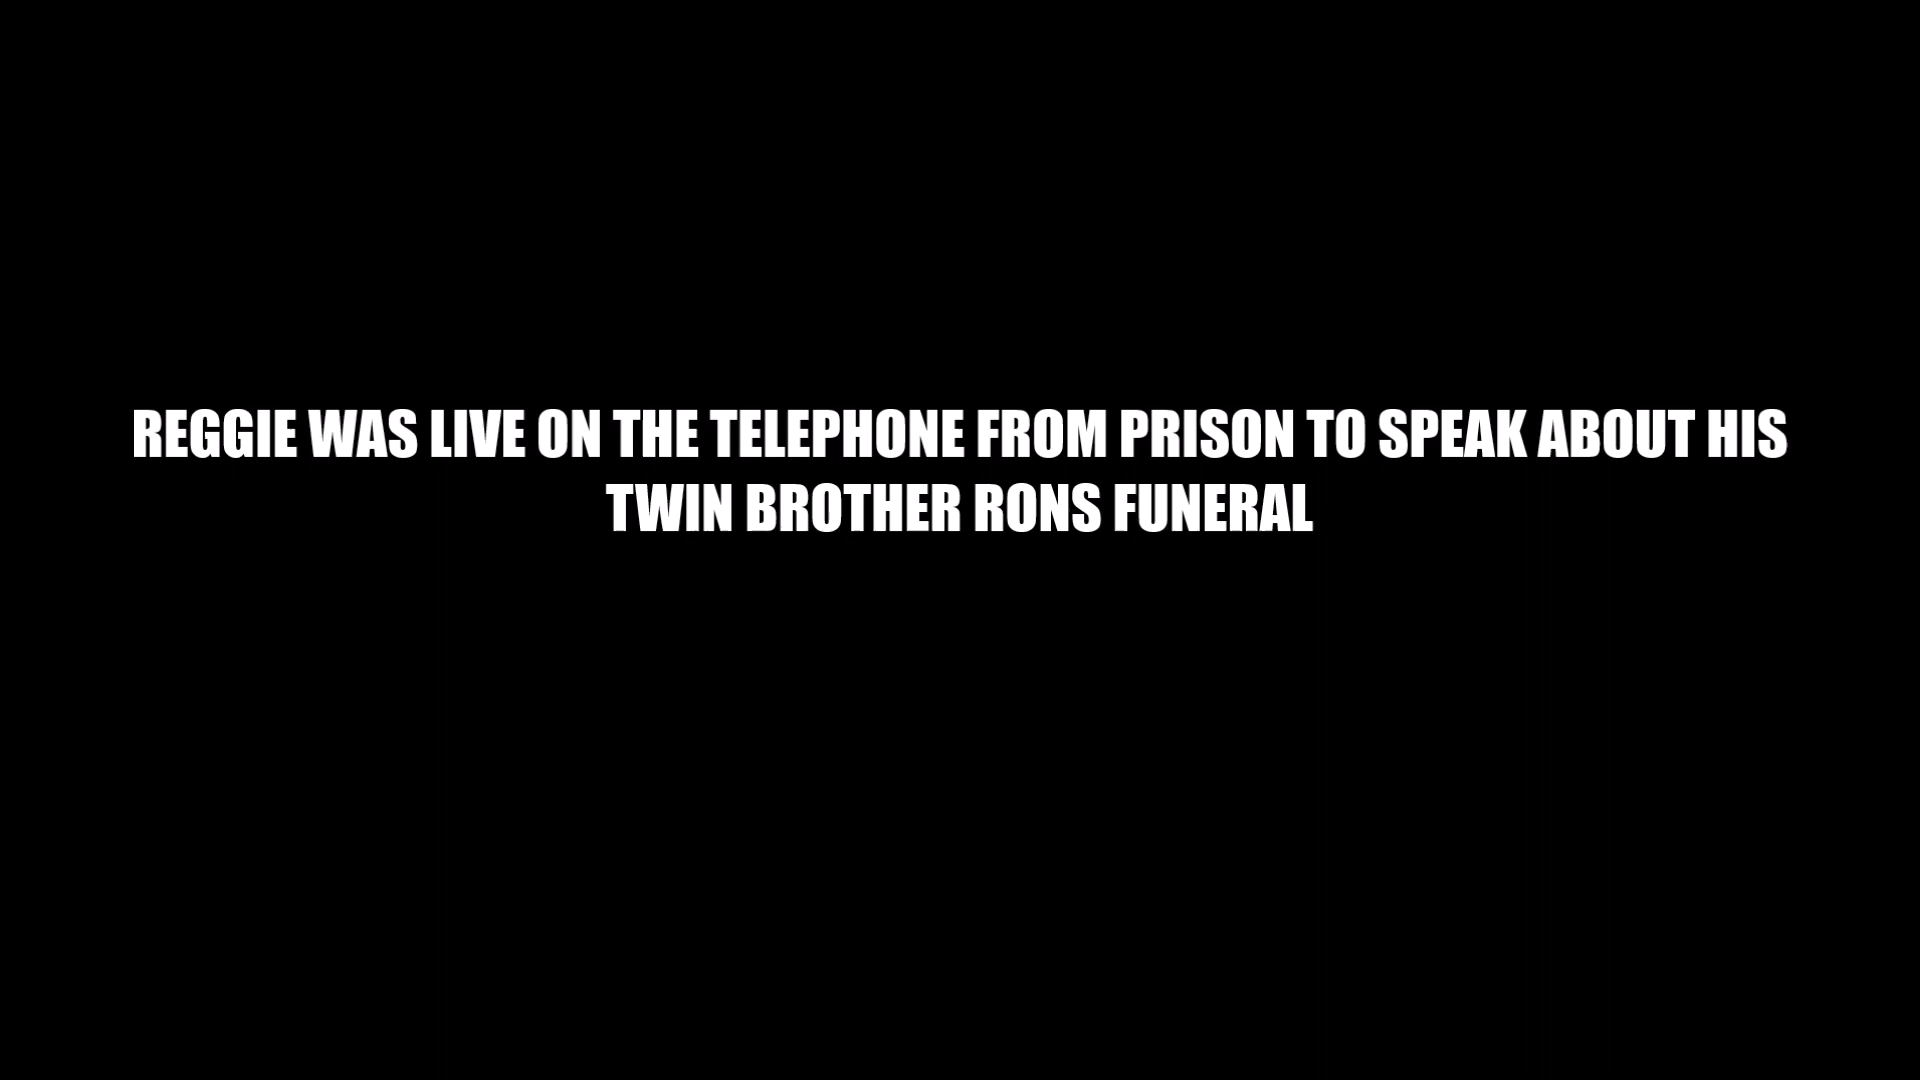 REGGIE WAS LIVE ON THE TELEPHONE FROM PRISON TO SPEAK ABOUT HIS
TWIN BROTHER RONS FUNERAL